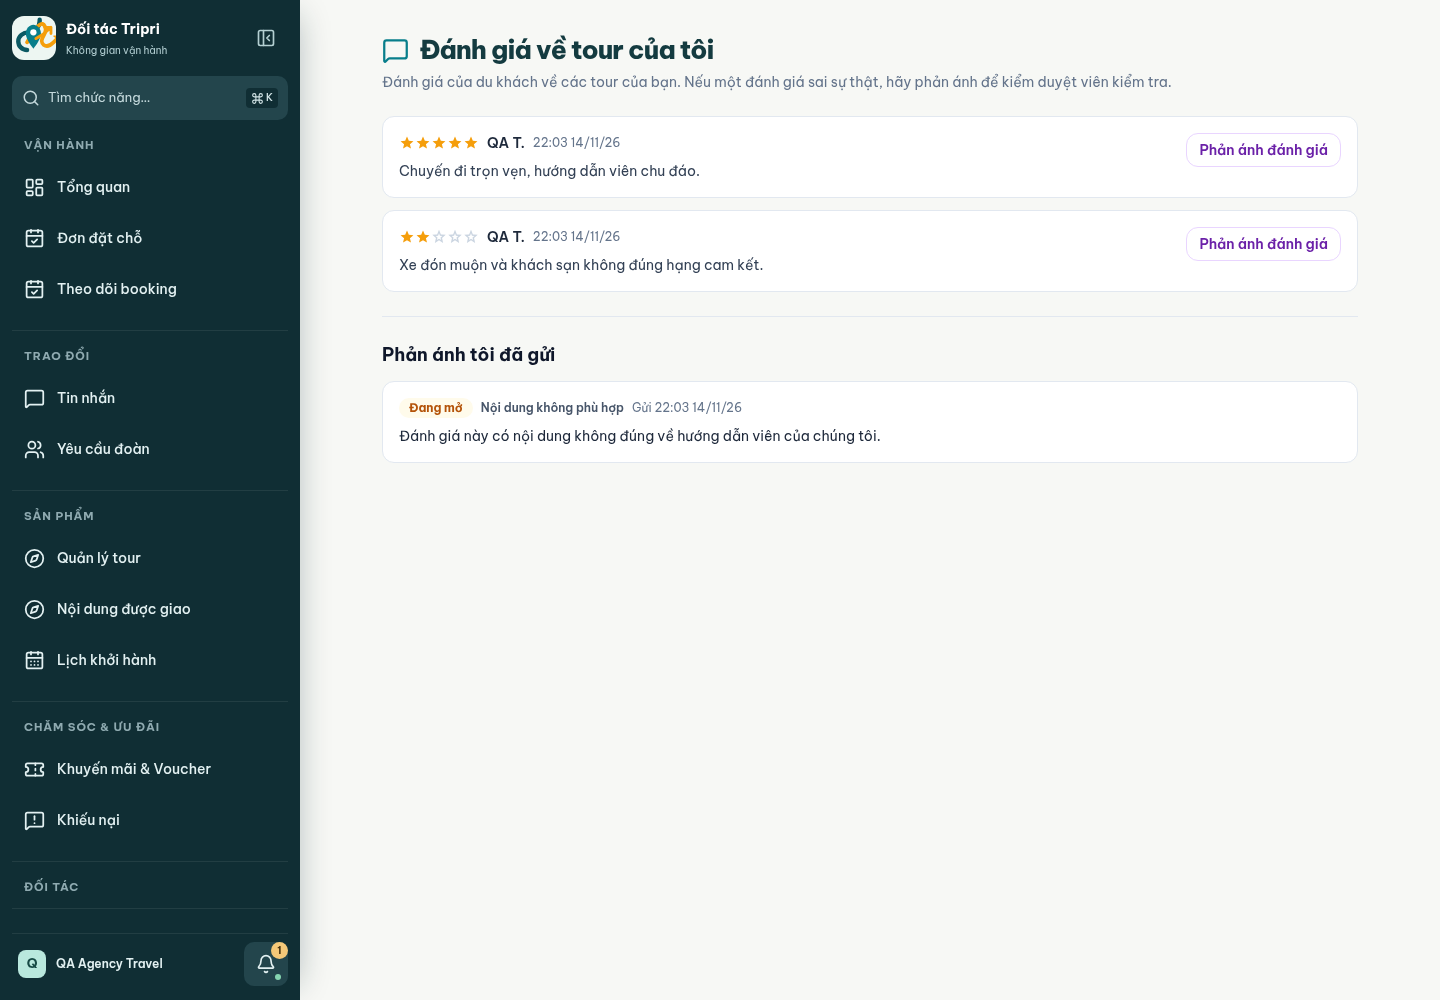 Đối tác Tripri
Không gian vận hành
Tìm chức năng...
⌘K
VẬN HÀNH
Tổng quan
Đơn đặt chỗ
Theo dõi booking
TRAO ĐỔI
Tin nhắn
Yêu cầu đoàn
SẢN PHẨM
Quản lý tour
Nội dung được giao
Lịch khởi hành
CHĂM SÓC & ƯU ĐÃI
Khuyến mãi & Voucher
Khiếu nại
ĐỐI TÁC
Q
QA Agency Travel
1
Đánh giá về tour của tôi
Đánh giá của du khách về các tour của bạn. Nếu một đánh giá sai sự thật, hãy phản ánh để kiểm duyệt viên kiểm tra.
QA T. 22:03 14/11/26
Phản ánh đánh giá
Chuyến đi trọn vẹn, hướng dẫn viên chu đáo.
QA T. 22:03 14/11/26
Phản ánh đánh giá
Xe đón muộn và khách sạn không đúng hạng cam kết.
Phản ánh tôi đã gửi
Đang mở Nội dung không phù hợp Gửi 22:03 14/11/26
Đánh giá này có nội dung không đúng về hướng dẫn viên của chúng tôi.